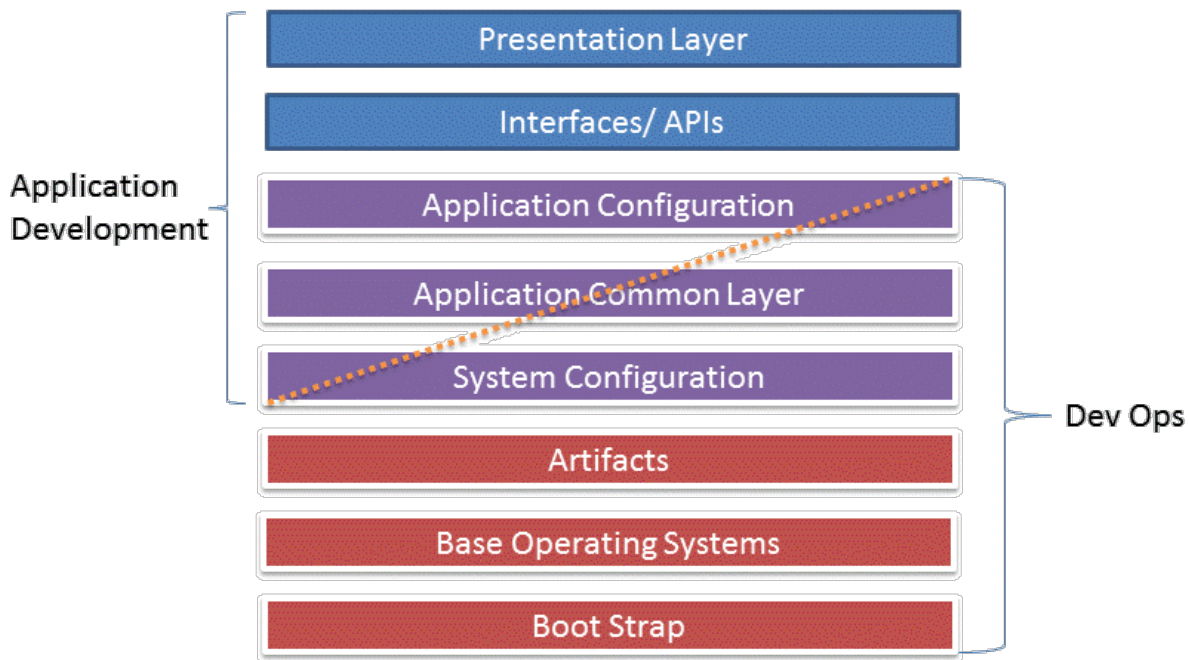 Presentation Layer
Interfaces/ APIs
Application
Development
Application Configuration
Application Common Layer
System Configuration
Dev Ops
Artifacts
Base Operating Systems
Boot Strap